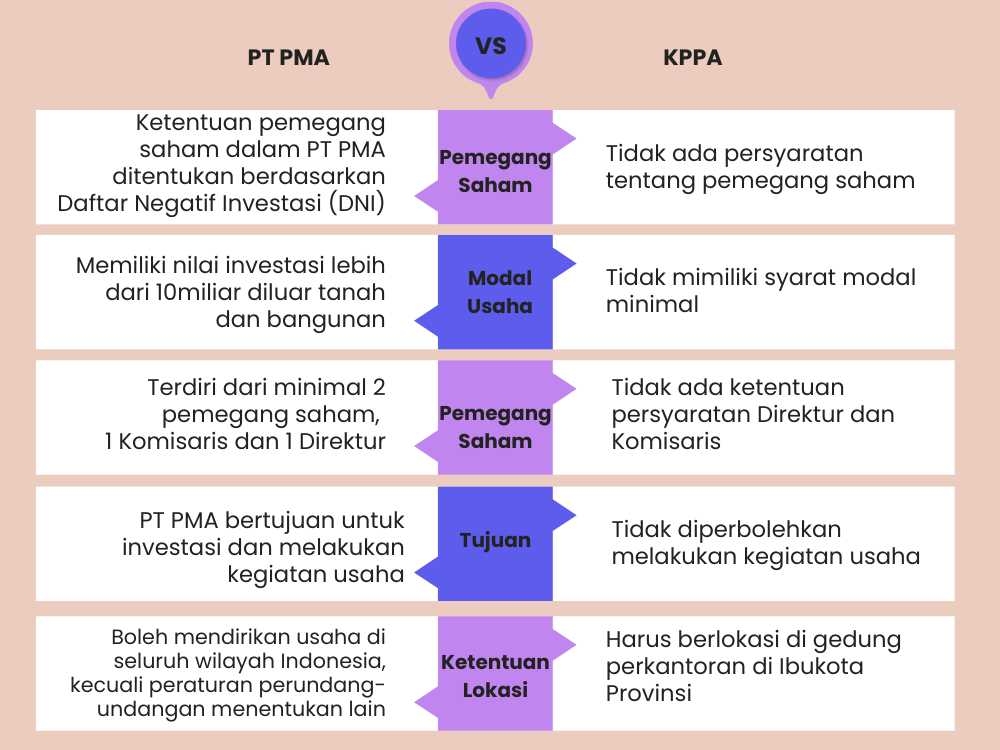 PT PMA
VS
KPPA
Ketentuan pemegang
saham dalam PT PMA
ditentukan berdasarkan
Daftar Negatif Investasi (DNI)
Pemegang
Saham
Tidak ada persyaratan
tentang pemegang saham
Memiliki nilai investasi lebih
dari 10miliar diluar tanah
dan bangunan
Modal
Usaha
Tidak mimiliki syarat modal
minimal
Terdiri dari minimal 2
pemegang saham,
1 Komisaris dan 1 Direktur
Pemegang
Saham
Tidak ada ketentuan
persyaratan Direktur dan
Komisaris
PT PMA bertujuan untuk
investasi dan melakukan
kegiatan usaha
Tujuan
Tidak diperbolehkan
melakukan kegiatan usaha
Boleh mendirikan usaha di
seluruh wilayah Indonesia,
kecuali peraturan perundang-
undangan menentukan lain
Ketentuan
Lokasi
Harus berlokasi di gedung
perkantoran di Ibukota
Provinsi